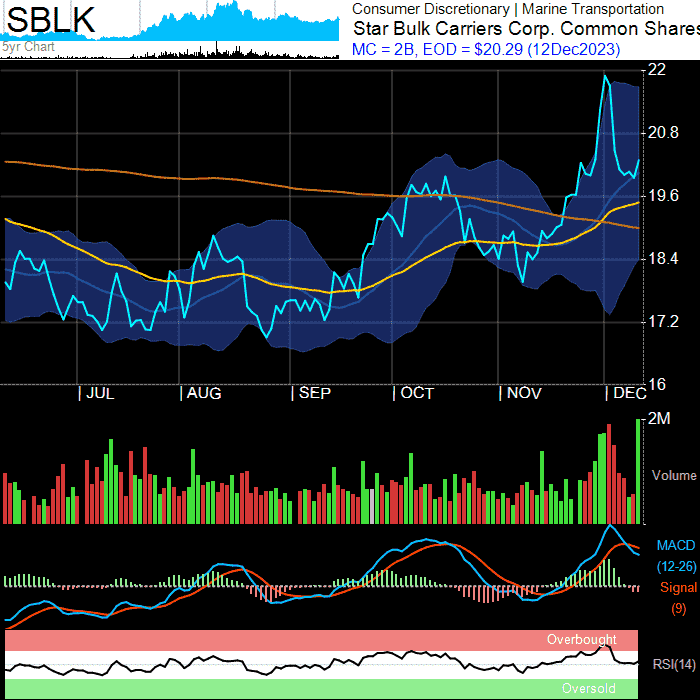 SBLK
5yr Chart
Consumer Discretionary | Marine Transportation
Star Bulk Carriers Corp. Common Shares
MC = 2B, EOD = $20.29 (12Dec2023)
22
20.8
19.6
18.4
17.2
16
| JUL | AUG | SEP | OCT | NOV | DEC
2M
Volume
MACD
(12-26)
Signal
(9)
Overbought
RSI(14)
Oversold